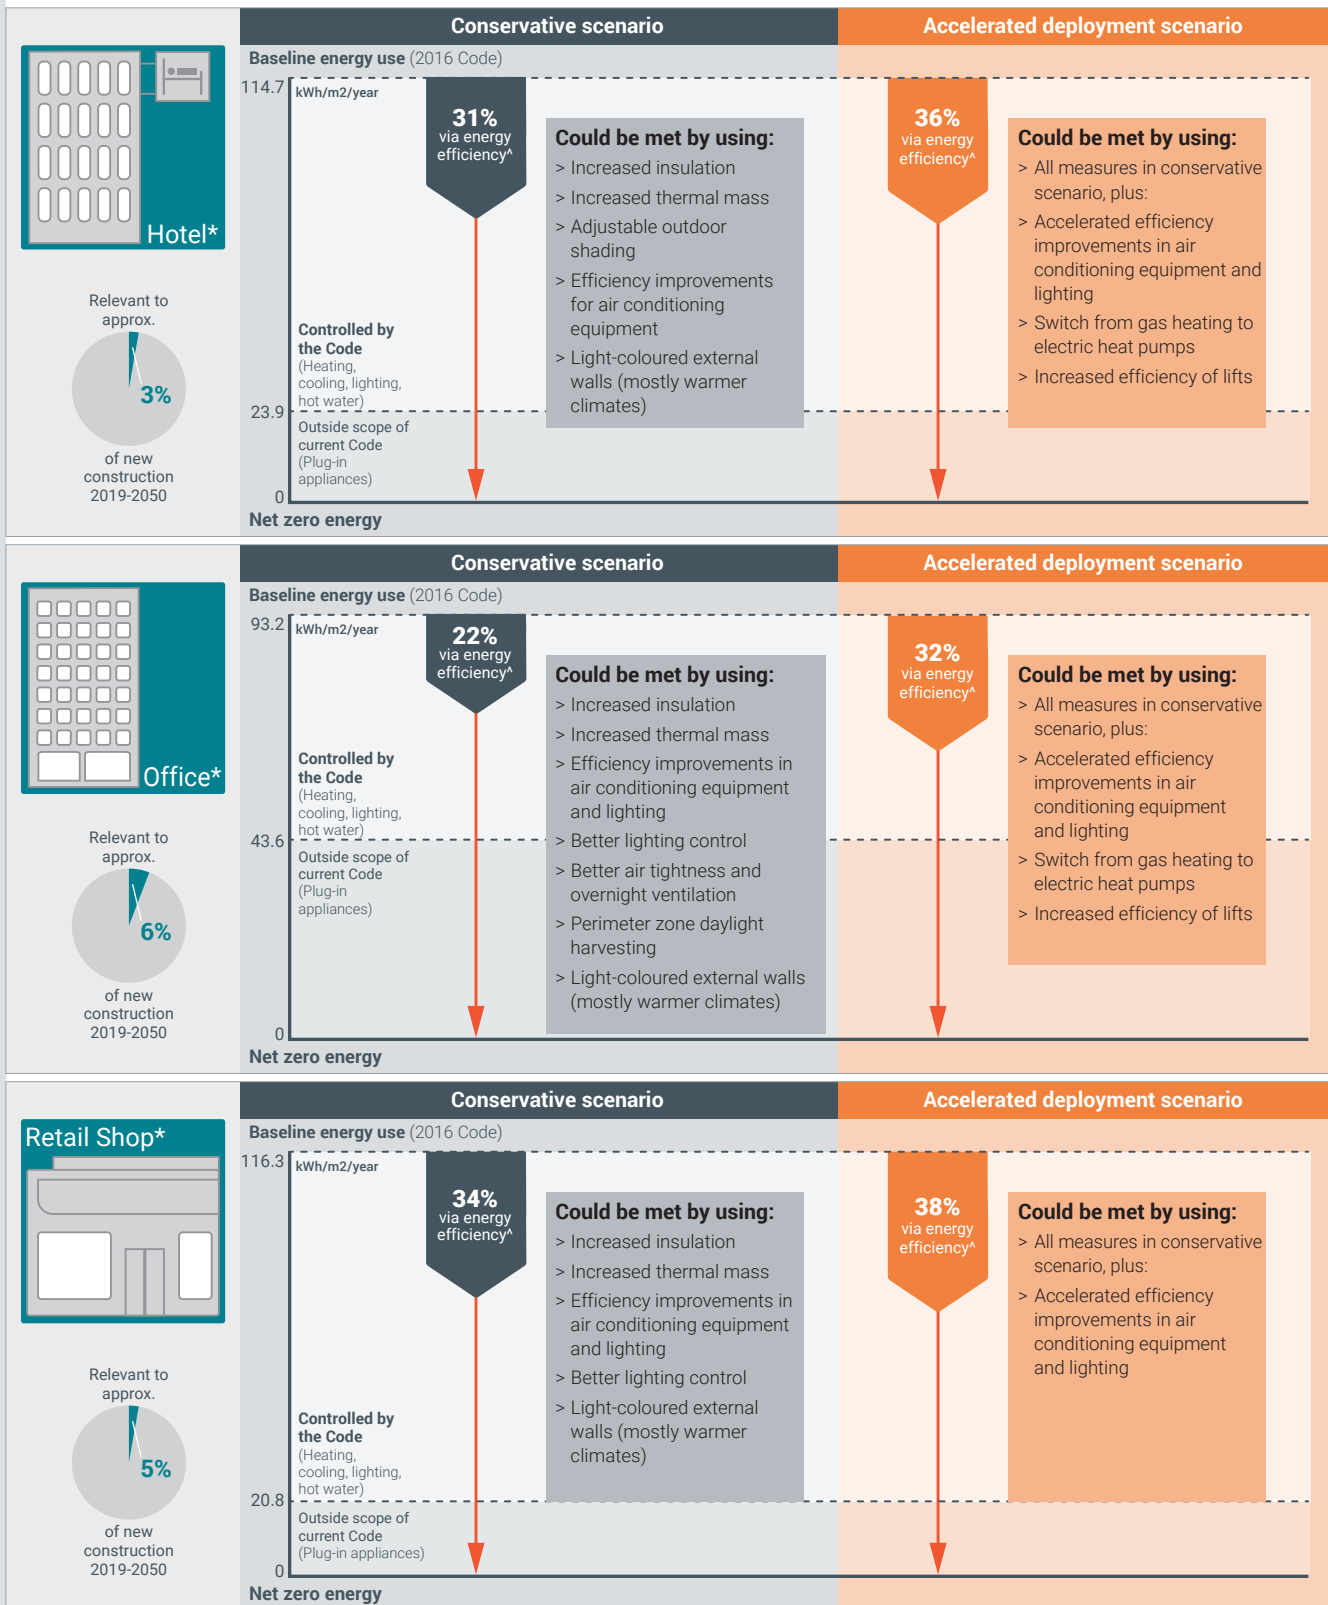 Hotel*
Relevant to
approx.
3%
of new
construction
2019-2050
Conservative scenario
Accelerated deployment scenario
Baseline energy use (2016 Code)
114.7
kWh/m2/year
31%
via energy
efficiency^
Could be met by using:
> Increased insulation
> Increased thermal mass
> Adjustable outdoor
shading
> Efficiency improvements
for air conditioning
equipment
> Light-coloured external
walls (mostly warmer
climates)
36%
via energy
efficiency^
Could be met by using:
> All measures in conservative
scenario, plus:
> Accelerated efficiency
improvements in air
conditioning equipment and
lighting
> Switch from gas heating to
electric heat pumps
> Increased efficiency of lifts
Controlled by
the Code
(Heating,
cooling, lighting,
hot water)
23.9
Outside scope of
current Code
(Plug-in
appliances)
0
Net zero energy
Office*
Relevant to
approx.
6%
of new
construction
2019-2050
Conservative scenario
Accelerated deployment scenario
Baseline energy use (2016 Code)
93.2
kWh/m2/year
22%
via energy
efficiency^
Could be met by using:
> Increased insulation
> Increased thermal mass
> Efficiency improvements in
air conditioning equipment
and lighting
> Better lighting control
> Better air tightness and
overnight ventilation
> Perimeter zone daylight
harvesting
> Light-coloured external walls
(mostly warmer climates)
32%
via energy
efficiency^
Could be met by using:
> All measures in conservative
scenario, plus:
> Accelerated efficiency
improvements in air
conditioning equipment
and lighting
> Switch from gas heating to
electric heat pumps
> Increased efficiency of lifts
Controlled by
the Code
(Heating,
cooling, lighting,
hot water)
43.6
Outside scope of
current Code
(Plug-in
appliances)
0
Net zero energy
Retail Shop*
Relevant to
approx.
5%
of new
construction
2019-2050
Conservative scenario
Accelerated deployment scenario
Baseline energy use (2016 Code)
116.3
kWh/m2/year
34%
via energy
efficiency^
Could be met by using:
> Increased insulation
> Increased thermal mass
> Efficiency improvements in
air conditioning equipment
and lighting
> Better lighting control
> Light-coloured external
walls (mostly warmer
climates)
38%
via energy
efficiency^
Could be met by using:
> All measures in conservative
scenario, plus:
> Accelerated efficiency
improvements in air
conditioning equipment
and lighting
Controlled by
the Code
(Heating,
cooling, lighting,
hot water)
20.8
Outside scope of
current Code
(Plug-in appliances)
0
Net zero energy